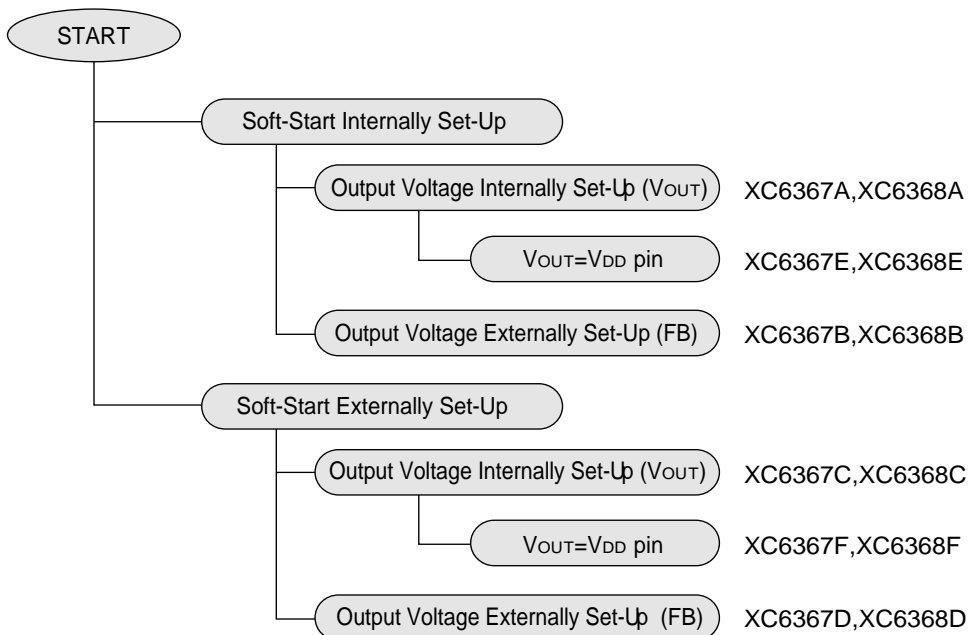 START
Soft-Start Internally Set-Up
Output Voltage Internally Set-Up (VOUT) XC6367A,XC6368A
VOUT=VDD pin XC6367E,XC6368E
Output Voltage Externally Set-Up (FB) XC6367B,XC6368B
Soft-Start Externally Set-Up
Output Voltage Internally Set-Up (VOUT) XC6367C,XC6368C
VOUT=VDD pin XC6367F,XC6368F
Output Voltage Externally Set-Up (FB) XC6367D,XC6368D